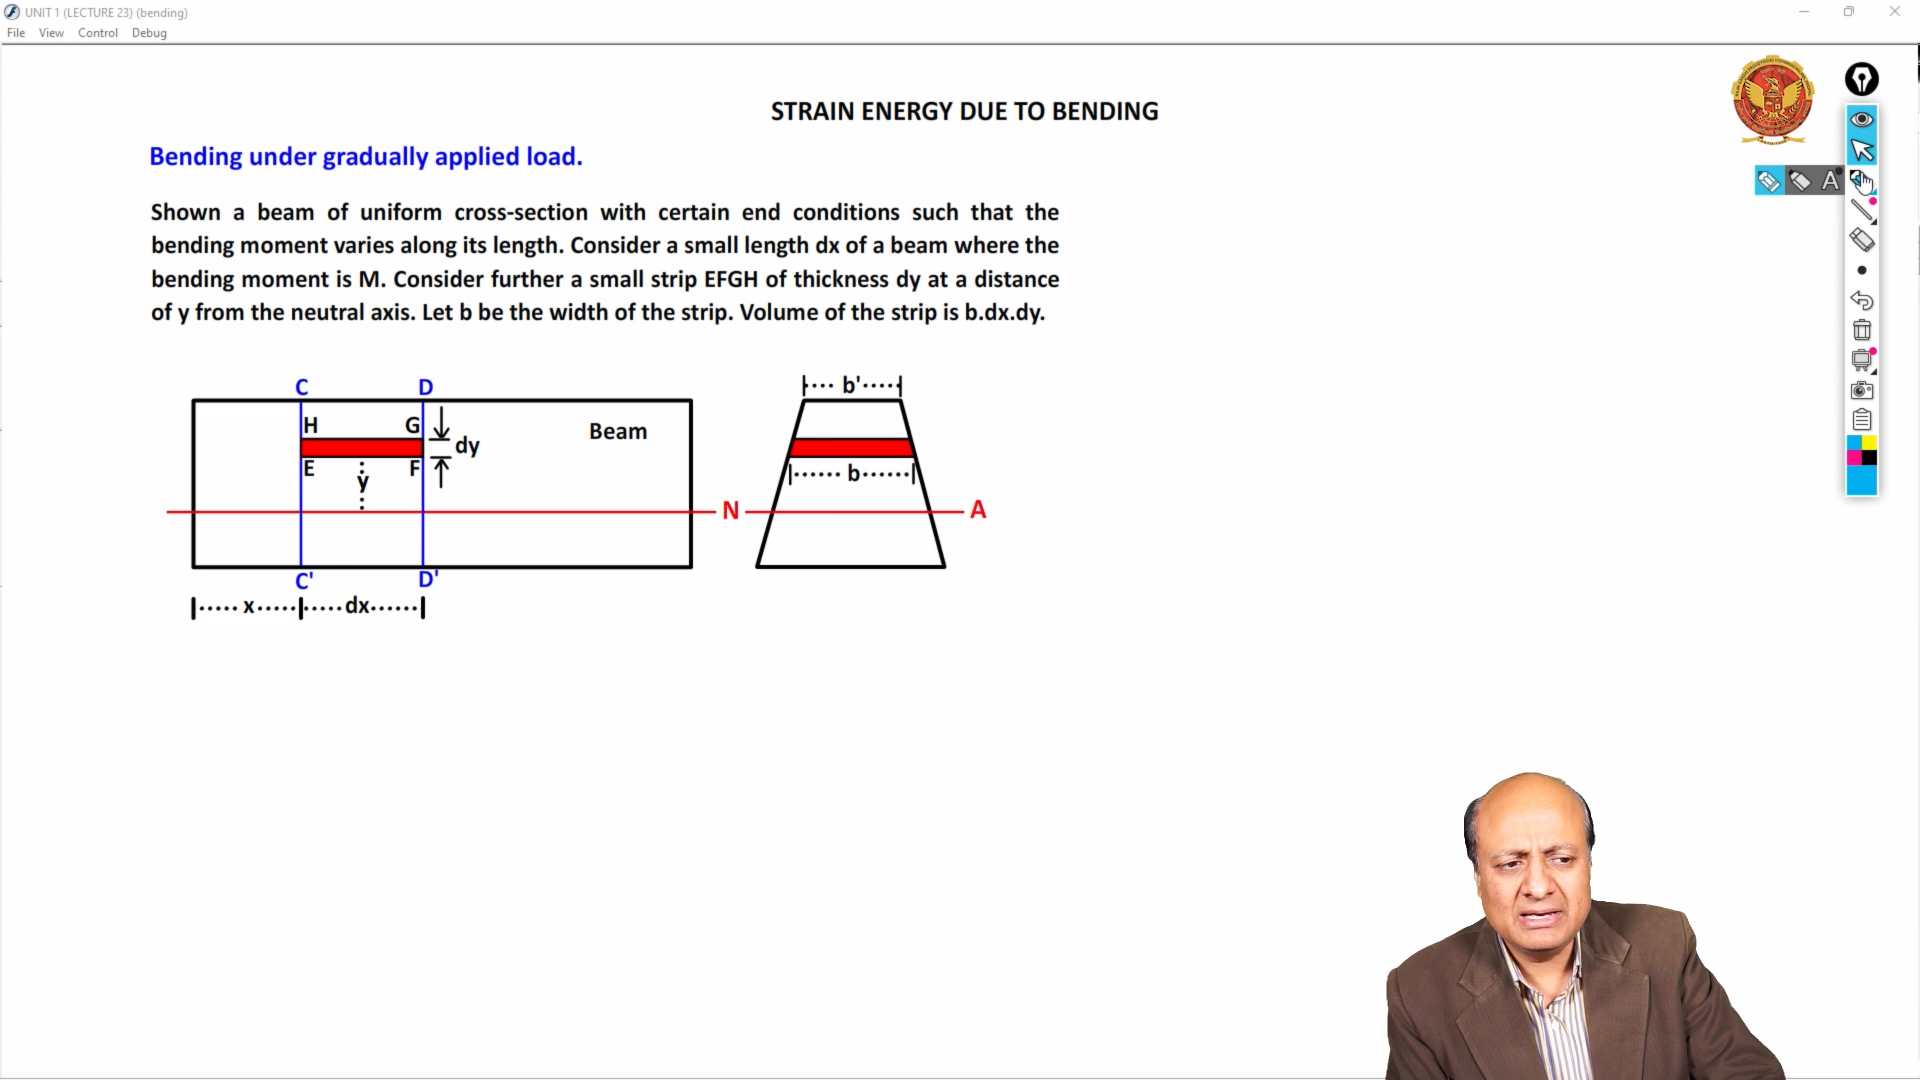 UNIT 1 (LECTURE 23) (bending)
File View Control Debug
STRAIN ENERGY DUE TO BENDING
Bending under gradually applied load.
Shown a beam of uniform cross-section with certain end conditions such that the
bending moment varies along its length. Consider a small length dx of a beam where the
bending moment is M. Consider further a small strip EFGH of thickness dy at a distance
of y from the neutral axis. Let b be the width of the strip. Volume of the strip is b.dx.dy.
C D
H G
dy
E F
y
Beam
b'
b
N A
C' D'
x dx
A